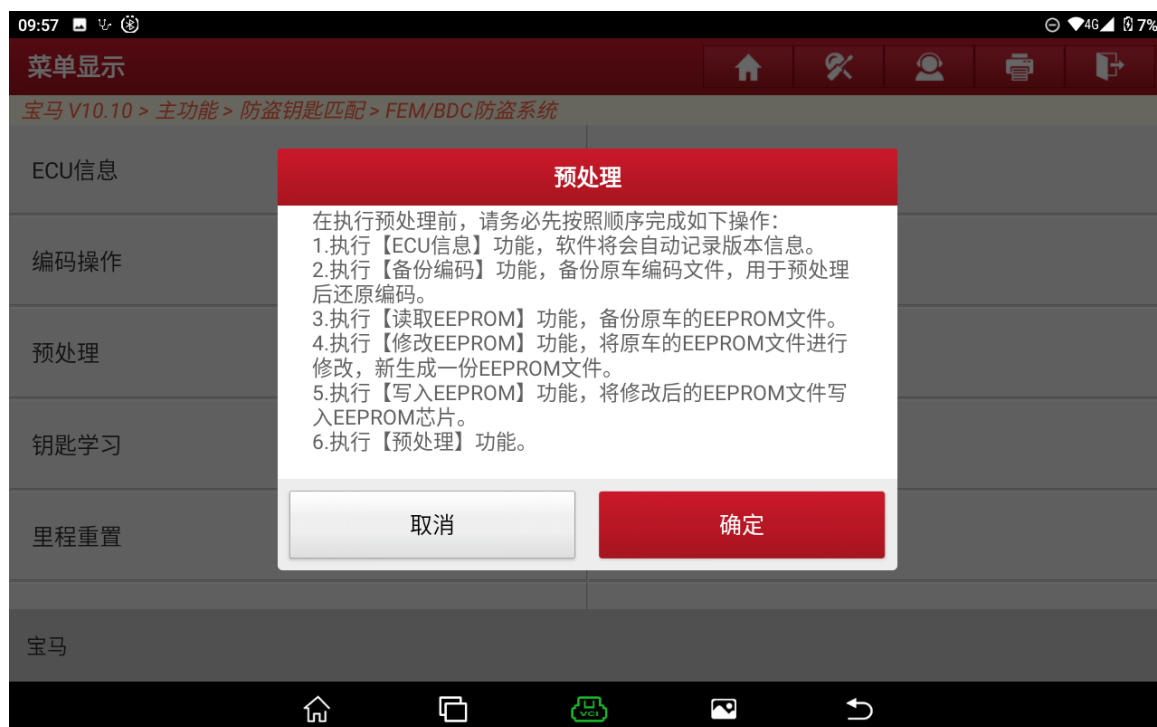 09:57
4G 7%
菜单显示
宝马 V10.10 > 主功能 > 防盗钥匙匹配 > FEM/BDC防盗系统
ECU信息
编码操作
预处理
钥匙学习
里程重置
预处理
在执行预处理前，请务必先按照顺序完成如下操作：
1.执行【ECU信息】功能，软件将会自动记录版本信息。
2.执行【备份编码】功能，备份原车编码文件，用于预处理
后还原编码。
3.执行【读取EEPROM】功能，备份原车的EEPROM文件。
4.执行【修改EEPROM】功能，将原车的EEPROM文件进行
修改，新生成一份EEPROM文件。
5.执行【写入EEPROM】功能，将修改后的EEPROM文件写
入EEPROM芯片。
6.执行【预处理】功能。
取消
确定
宝马
VCI